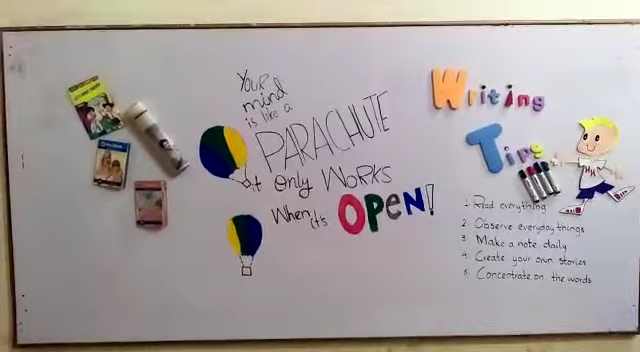 Your
mind
is like a
PARACHUTE
it only WORKS
When it's OPEN!
Writing
Tips
1. Read everything
2. Observe everyday things
3. Make a note daily
4. Create your own stories
5. Concentrate on the words